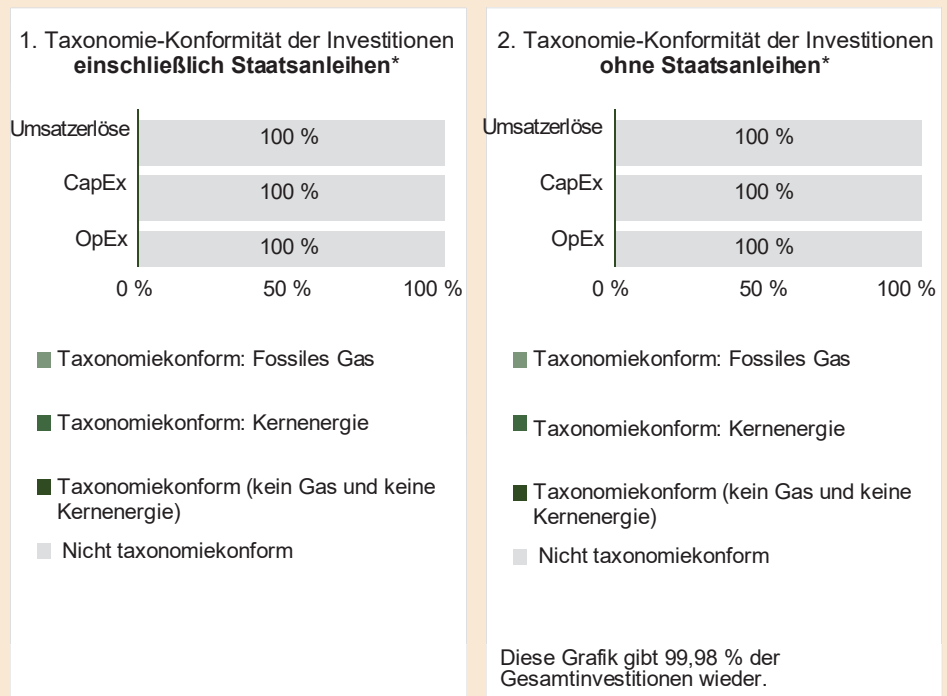 1. Taxonomie-Konformität der Investitionen
einschließlich Staatsanleihen*
Umsatzerlöse
100 %
CapEx
100 %
OpEx
100 %
0 %
50 %
100 %
Taxonomiekonform: Fossiles Gas
Taxonomiekonform: Kernenergie
Taxonomiekonform (kein Gas und keine
Kernenergie)
Nicht taxonomiekonform
2. Taxonomie-Konformität der Investitionen
ohne Staatsanleihen*
Umsatzerlöse
100 %
CapEx
100 %
OpEx
100 %
0 %
50 %
100 %
Taxonomiekonform: Fossiles Gas
Taxonomiekonform: Kernenergie
Taxonomiekonform (kein Gas und keine
Kernenergie)
Nicht taxonomiekonform
Diese Grafik gibt 99,98 % der
Gesamtinvestitionen wieder.